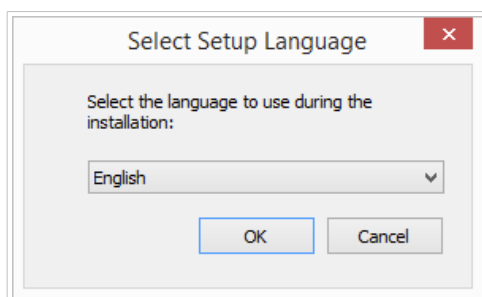 Select Setup Language
Select the language to use during the
installation:
English
OK
Cancel